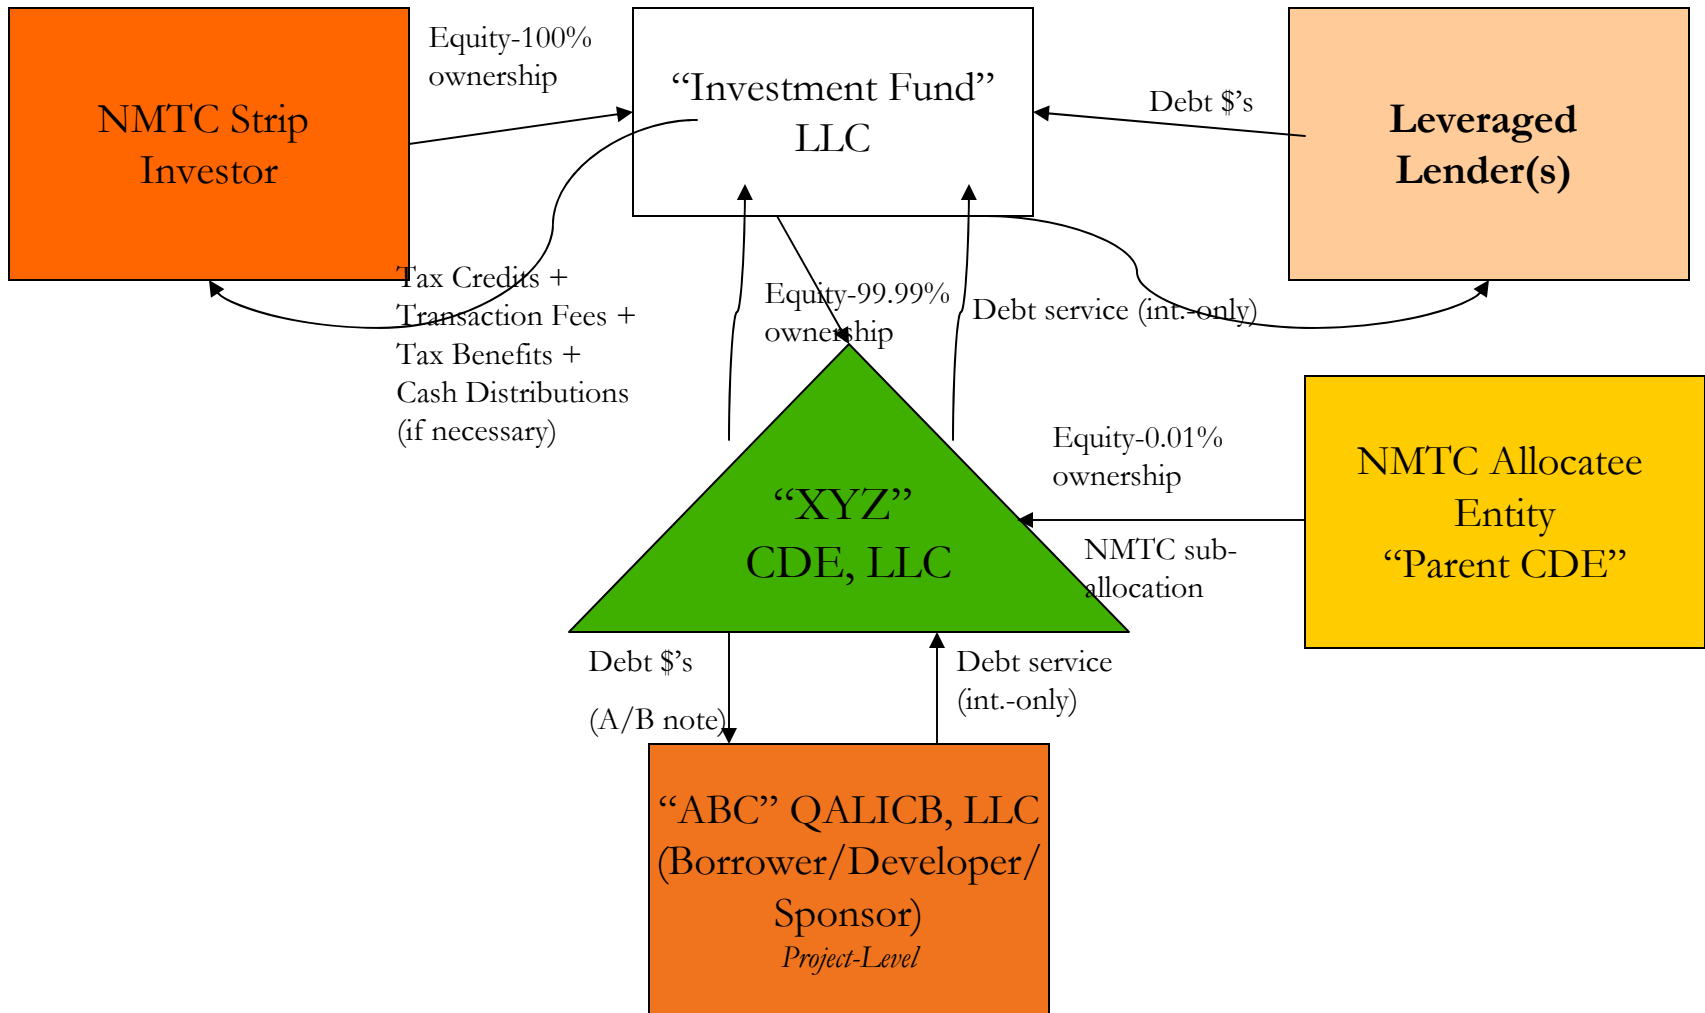 Equity-100%
ownership
NMTC Strip
Investor
“Investment Fund”
LLC
Debt $'s
Leveraged
Lender(s)
Tax Credits +
Transaction Fees +
Tax Benefits +
Cash Distributions
(if necessary)
Equity-99.99%
ownership
Debt service (int.-only)
Equity-0.01%
ownership
NMTC sub-
allocation
NMTC Allocatee
Entity
“Parent CDE”
“XYZ”
CDE, LLC
Debt $'s
(A/B note)
Debt service
(int.-only)
“ABC” QALICB, LLC
(Borrower/Developer/
Sponsor)
Project-Level